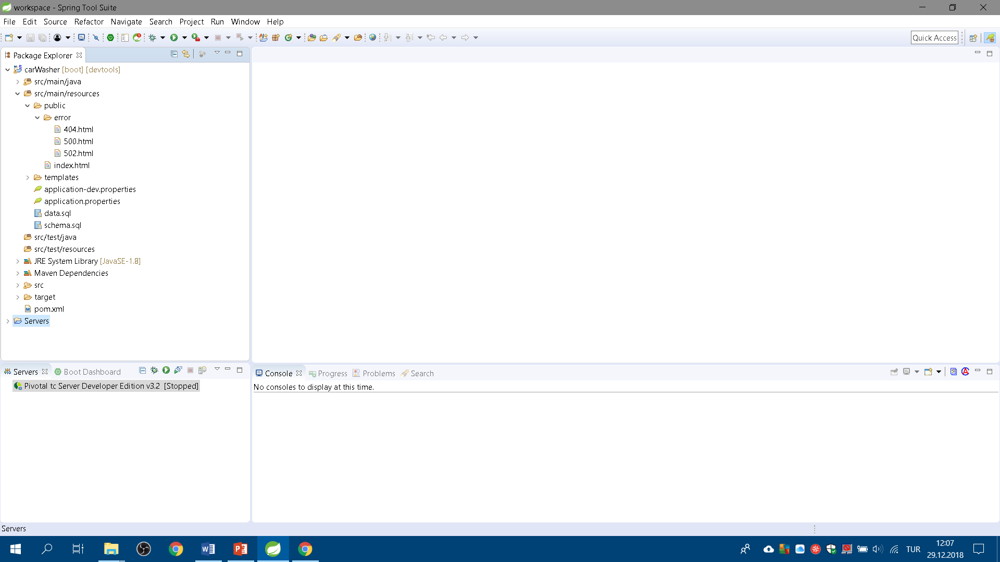 workspace - Spring Tool Suite
File Edit Source Refactor Navigate Search Project Run Window Help
Quick Access
Package Explorer
carWasher [boot] [devtools]
src/main/java
src/main/resources
public
error
404.html
500.html
502.html
index.html
templates
application-dev.properties
application.properties
data.sql
schema.sql
src/test/java
src/test/resources
JRE System Library [JavaSE-1.8]
Maven Dependencies
src
target
pom.xml
Servers
Servers Boot Dashboard
Pivotal tc Server Developer Edition v3.2 [Stopped]
Console Progress Problems Search
No consoles to display at this time.
Servers
TUR
12:07
29.12.2018